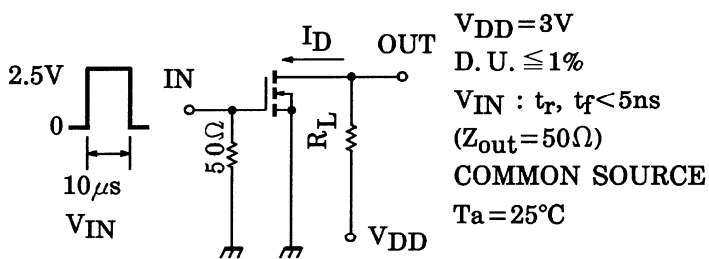 2.5V
0
10μs
VIN
IN
50Ω
ID
OUT
RL
VDD
VDD=3V
D. U.≦1%
VIN : tr, tf<5ns
(Zout=50Ω)
COMMON SOURCE
Ta=25℃